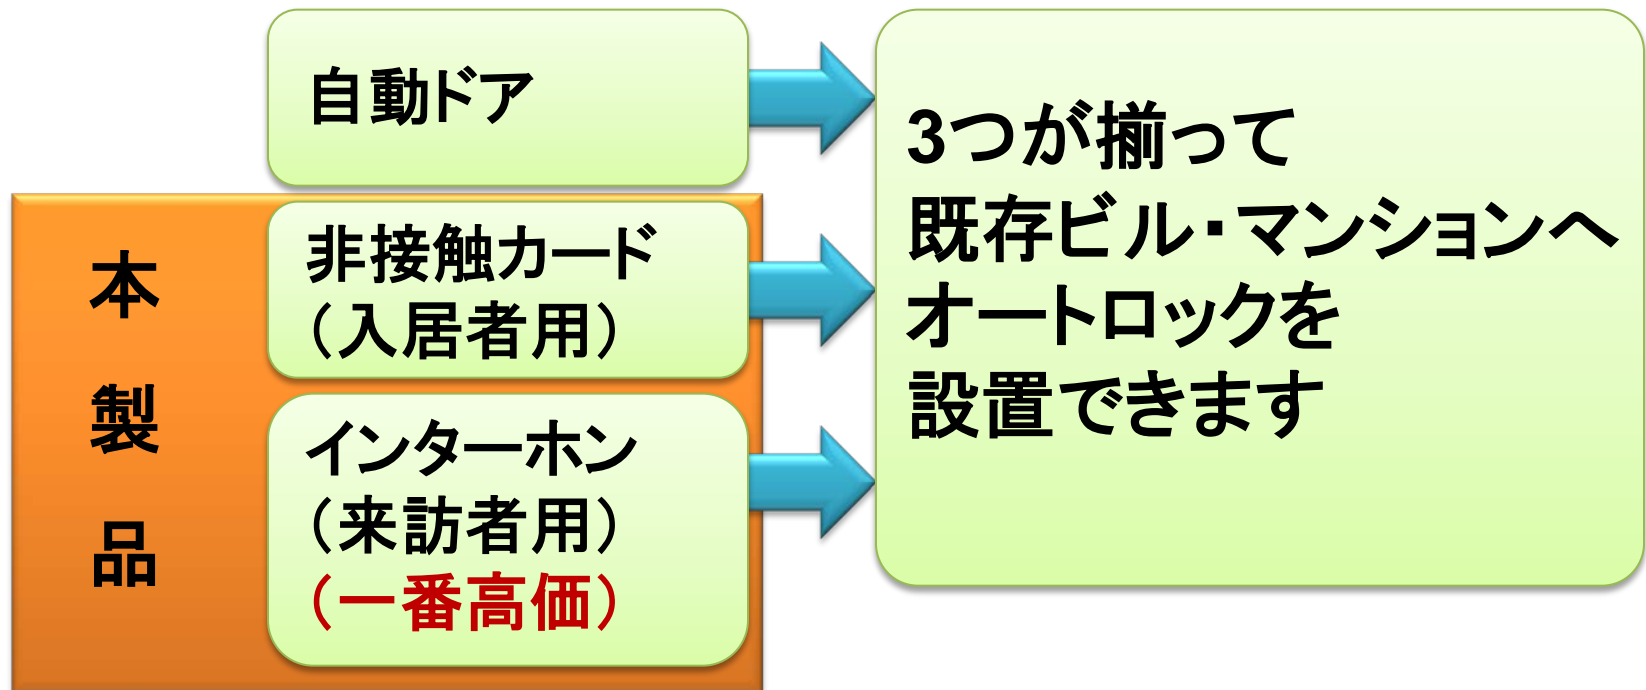 自動ドア
本製品
非接触カード
（入居者用）
インターホン
（来訪者用）
（一番高価）
3つが揃って
既存ビル・マンションへ
オートロックを
設置できます